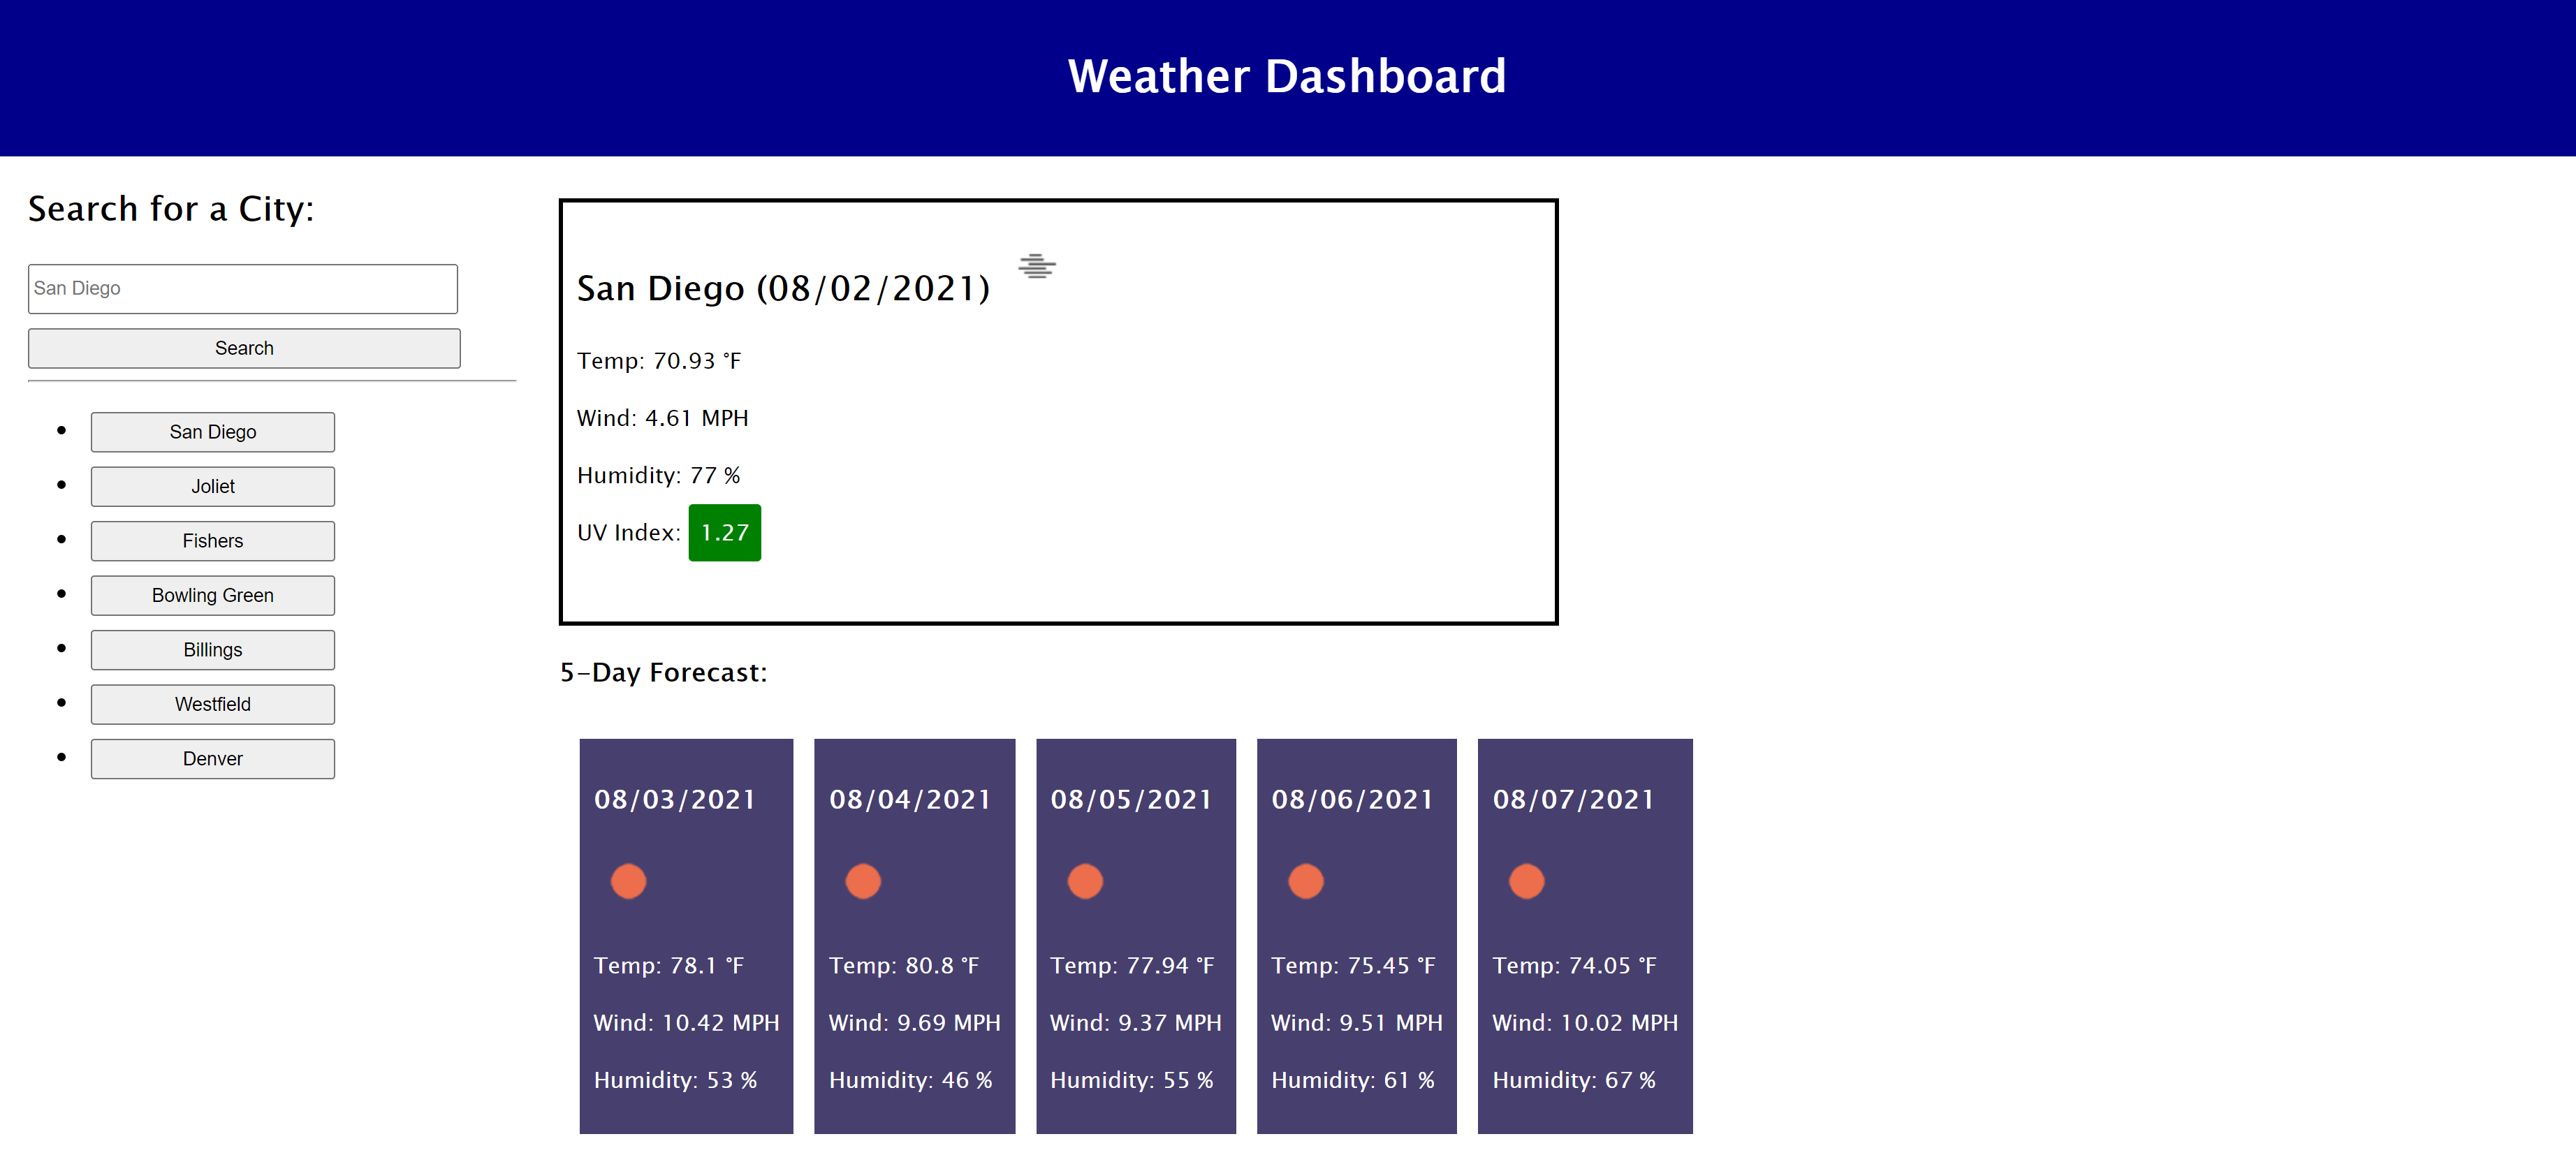 Weather Dashboard
Search for a City:
San Diego
Search
San Diego
Joliet
Fishers
Bowling Green
Billings
Westfield
Denver
San Diego (08/02/2021)
Temp: 70.93 °F
Wind: 4.61 MPH
Humidity: 77 %
UV Index: 1.27
5-Day Forecast:
08/03/2021
Temp: 78.1 °F
Wind: 10.42 MPH
Humidity: 53 %
08/04/2021
Temp: 80.8 °F
Wind: 9.69 MPH
Humidity: 46 %
08/05/2021
Temp: 77.94 °F
Wind: 9.37 MPH
Humidity: 55 %
08/06/2021
Temp: 75.45 °F
Wind: 9.51 MPH
Humidity: 61 %
08/07/2021
Temp: 74.05 °F
Wind: 10.02 MPH
Humidity: 67 %